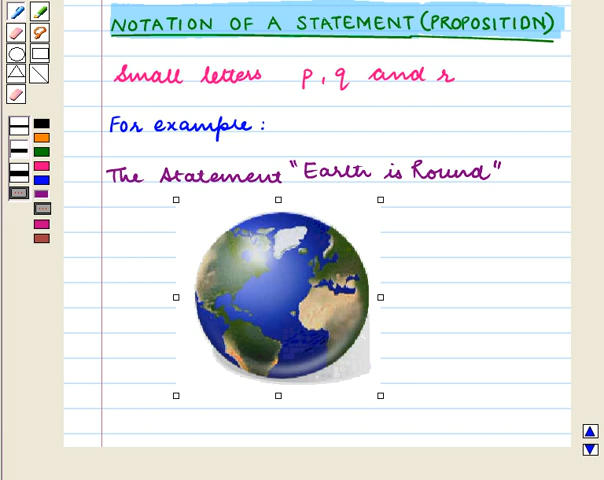 NOTATION OF A STATEMENT (PROPOSITION)
Small letters p, q and r
For example :
The Statement "Earth is Round"